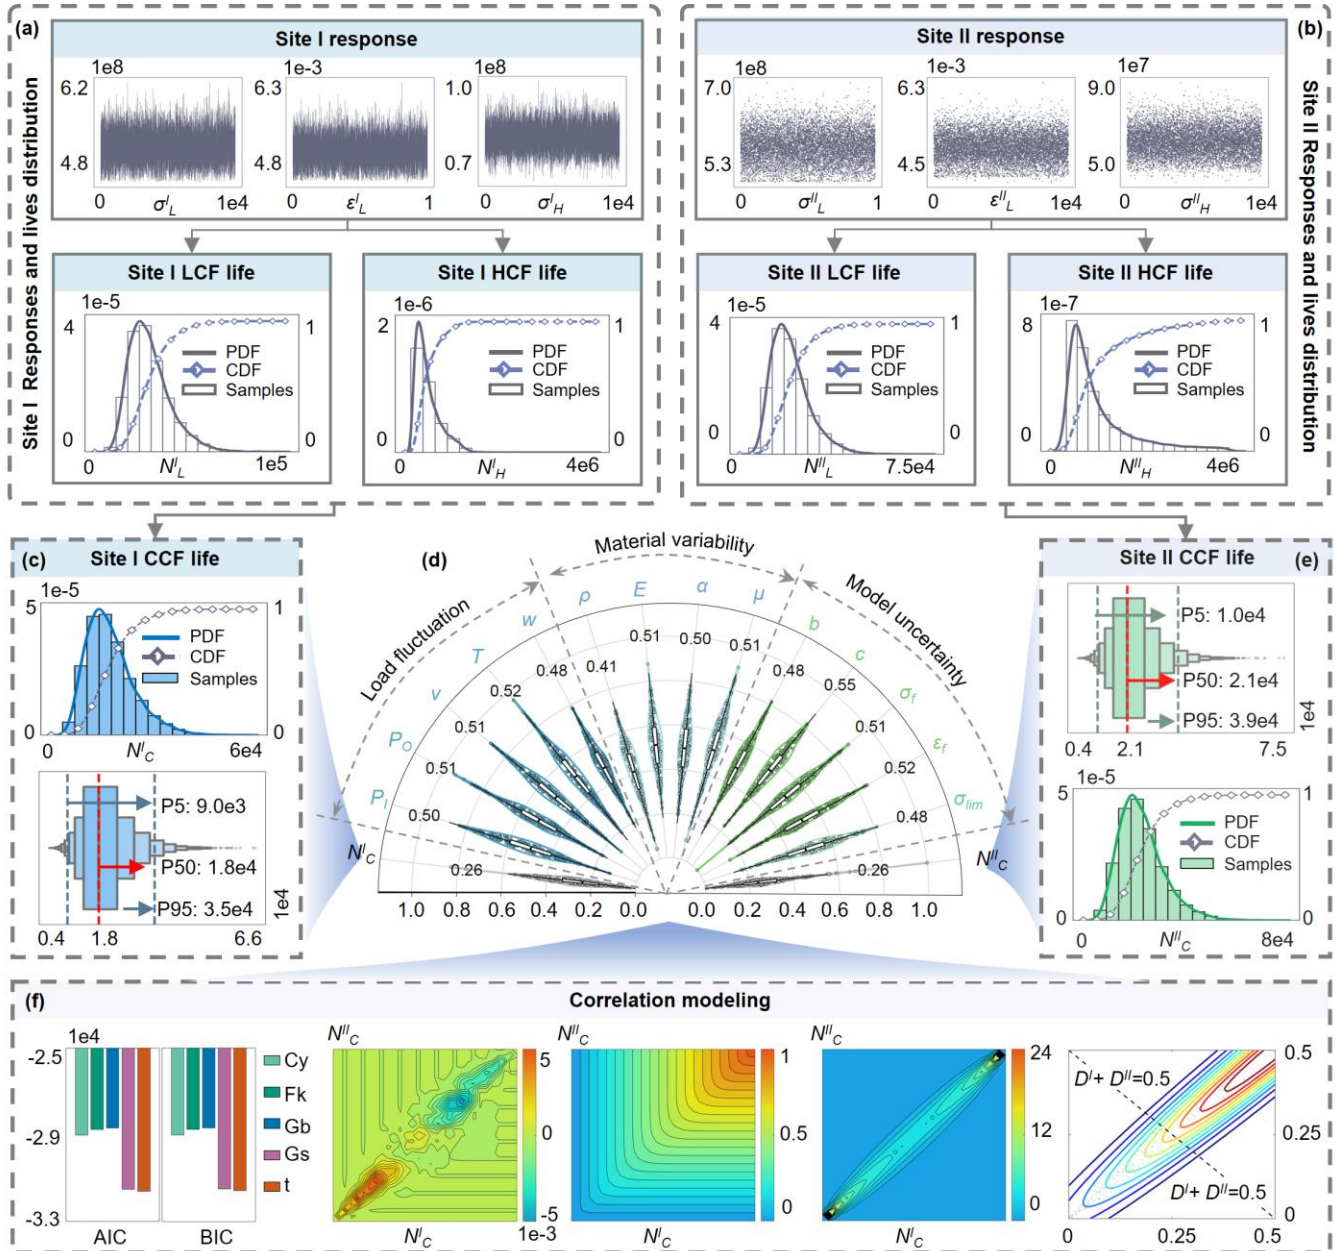 (a)
Site I response
1e8
6.2
4.8
0
σ^I_L
1e4
1e-3
6.3
4.8
0
ε^I_L
1
1e8
1.0
0.7
0
σ^I_H
1e4
Site I Responses and lives distribution
Site I LCF life
1e-5
4
0
1
0
PDF
CDF
Samples
0
N^I_L
1e5
Site I HCF life
1e-6
2
0
1
0
PDF
CDF
Samples
0
N^I_H
4e6
(b)
Site II response
1e8
7.0
5.3
0
σ^II_L
1
1e-3
6.3
4.5
0
ε^II_L
1e4
1e7
9.0
5.0
0
σ^II_H
1e4
Site II Responses and lives distribution
Site II LCF life
1e-5
4
0
1
0
PDF
CDF
Samples
0
N^II_L
7.5e4
Site II HCF life
1e-7
8
0
1
0
PDF
CDF
Samples
0
N^II_H
4e6
(c)
Site I CCF life
1e-5
5
0
1
0
PDF
CDF
Samples
0
N^I_C
6e4
P5: 9.0e3
P50: 1.8e4
P95: 3.5e4
1e4
0.4
1.8
6.6
(d)
Load fluctuation
Material variability
Model uncertainty
N^I_C
P_I
P_O
v
T
w
ρ
E
α
μ
b
c
σ_f
ε_f
σ_lim
N^II_C
0.26
0.50
0.51
0.51
0.52
0.48
0.41
0.51
0.50
0.51
0.48
0.55
0.51
0.52
0.48
0.26
1.0
0.8
0.6
0.4
0.2
0.0
0.0
0.2
0.4
0.6
0.8
1.0
(e)
Site II CCF life
P5: 1.0e4
P50: 2.1e4
P95: 3.9e4
1e4
0.4
2.1
7.5
1e-5
5
0
1
0
PDF
CDF
Samples
0
N^II_C
8e4
(f)
Correlation modeling
1e4
-2.5
-2.9
-3.3
AIC
BIC
Cy
Fk
Gb
Gs
t
N^II_C
5
0
-5
1e-3
N^I_C
N^II_C
1
0.5
0
N^I_C
N^II_C
24
12
0
N^I_C
D^I + D^II=0.5
D^I + D^II=0.5
0.5
0.25
0
0
0.25
0.5